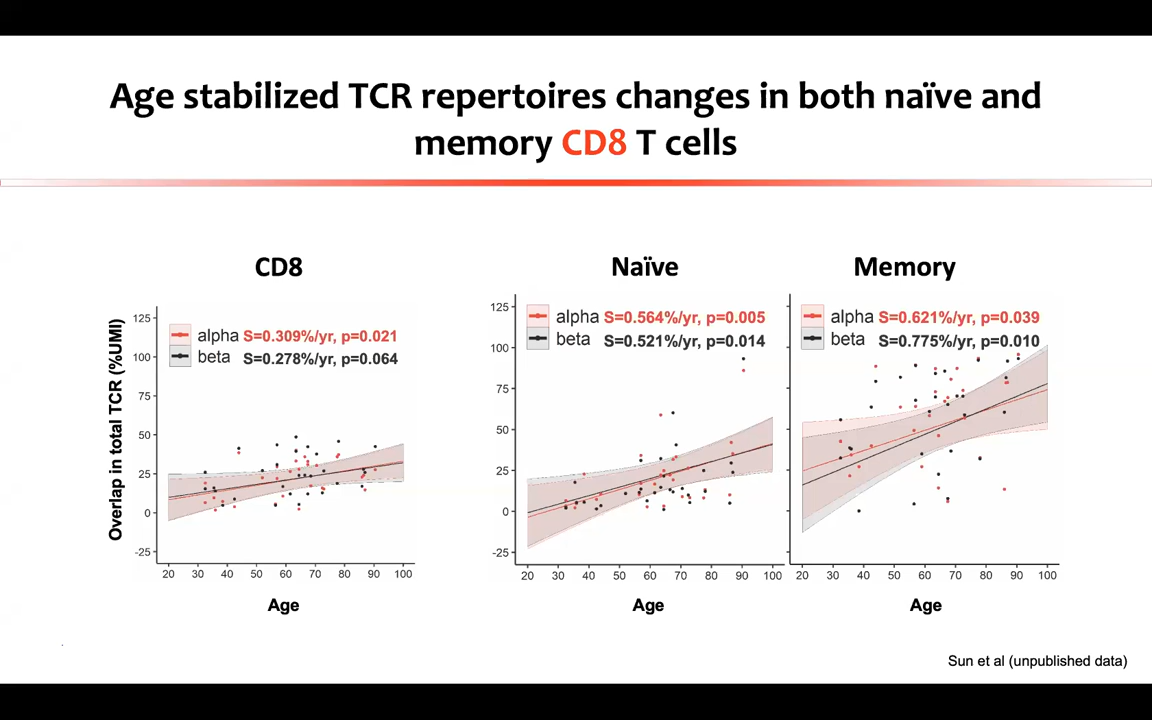 Age stabilized TCR repertoires changes in both naïve and
memory CD8 T cells
CD8
Overlap in total TCR (%UMI)
125
100
75
50
25
0
-25
alpha S=0.309%/yr, p=0.021
beta S=0.278%/yr, p=0.064
20 30 40 50 60 70 80 90 100
Age
Naïve
125
100
75
50
25
0
-25
alpha S=0.564%/yr, p=0.005
beta S=0.521%/yr, p=0.014
20 30 40 50 60 70 80 90 100
Age
Memory
alpha S=0.621%/yr, p=0.039
beta S=0.775%/yr, p=0.010
20 30 40 50 60 70 80 90 100
Age
Sun et al (unpublished data)